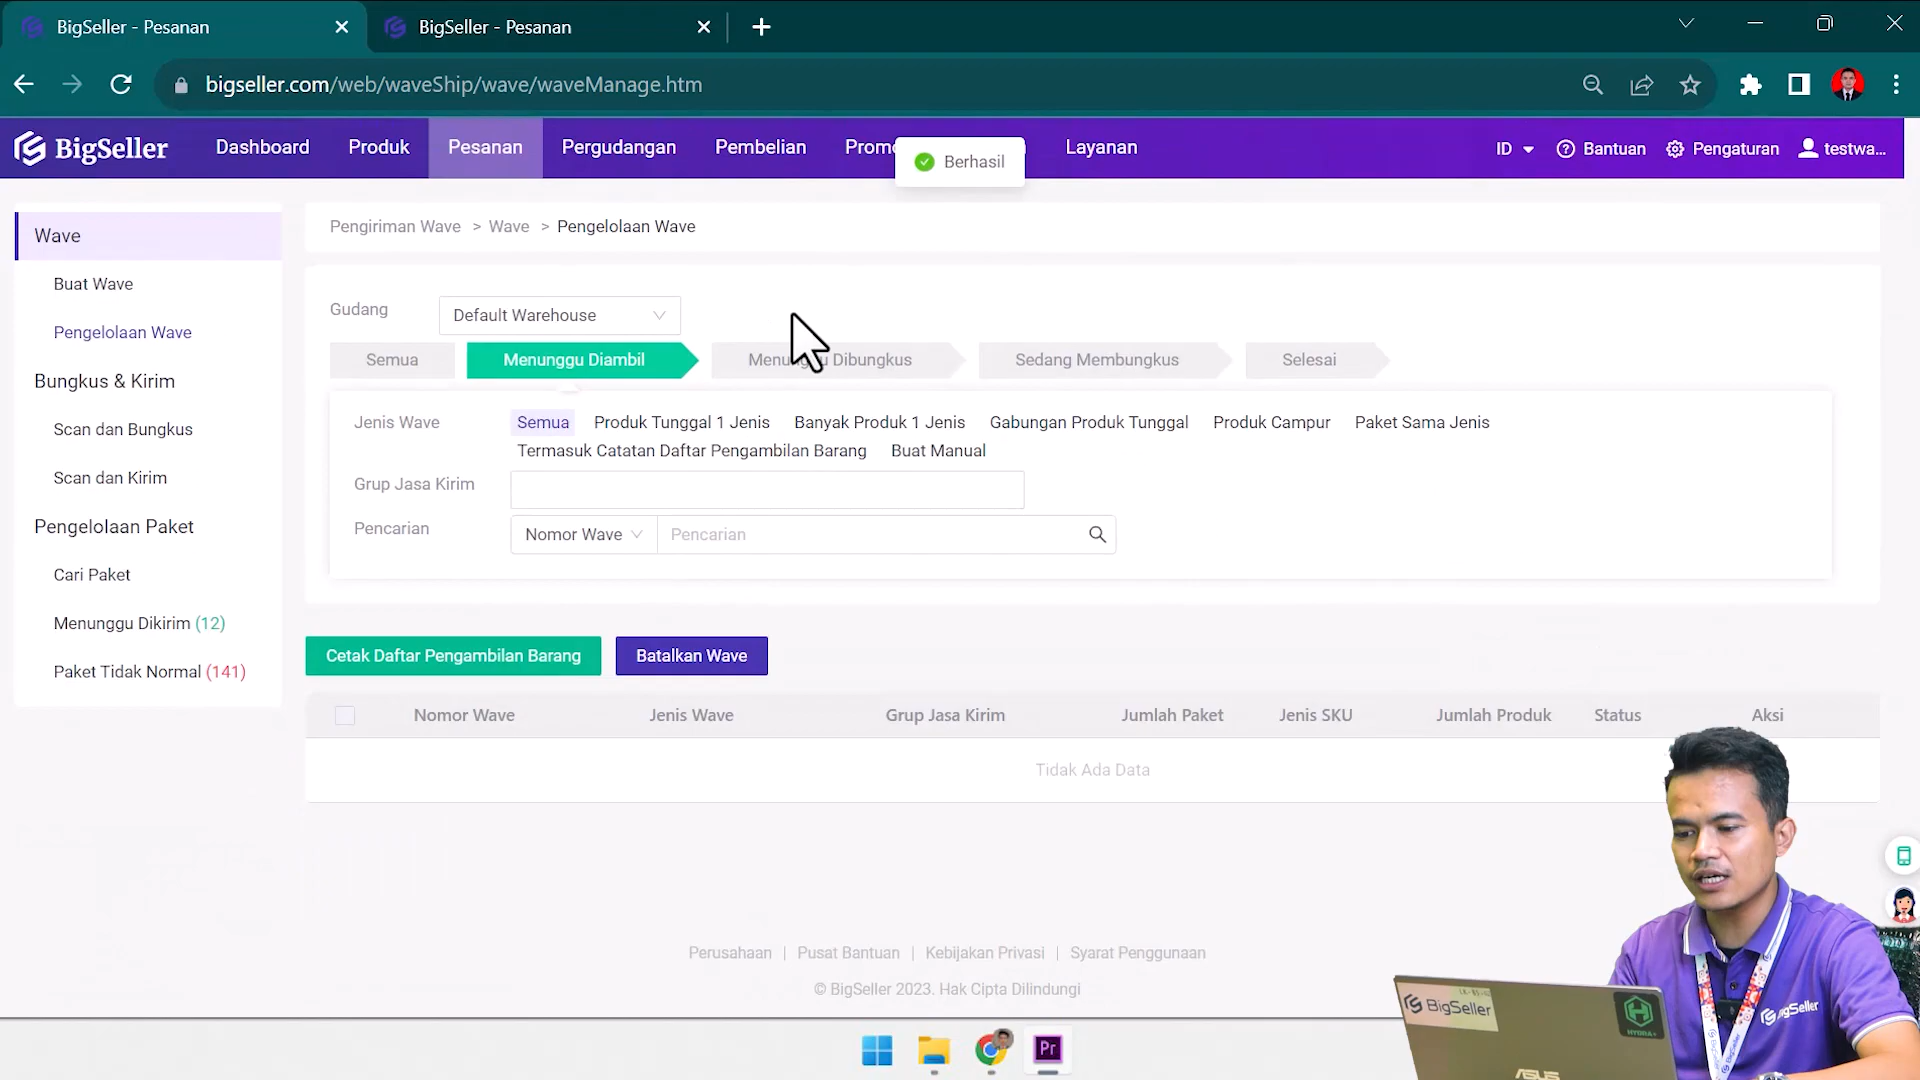 BigSeller - Pesanan
BigSeller - Pesanan
bigseller.com/web/waveShip/wave/waveManage.htm
BigSeller
Dashboard
Produk
Pesanan
Pergudangan
Pembelian
Promo
Berhasil
Layanan
ID
Bantuan
Pengaturan
testwa...
Wave
Buat Wave
Pengelolaan Wave
Bungkus & Kirim
Scan dan Bungkus
Scan dan Kirim
Pengelolaan Paket
Cari Paket
Menunggu Dikirim (12)
Paket Tidak Normal (141)
Pengiriman Wave > Wave > Pengelolaan Wave
Gudang
Default Warehouse
Semua
Menunggu Diambil
Menunggu Dibungkus
Sedang Membungkus
Selesai
Jenis Wave
Semua
Produk Tunggal 1 Jenis
Banyak Produk 1 Jenis
Gabungan Produk Tunggal
Produk Campur
Paket Sama Jenis
Termasuk Catatan Daftar Pengambilan Barang
Buat Manual
Grup Jasa Kirim
Pencarian
Nomor Wave
Pencarian
Cetak Daftar Pengambilan Barang
Batalkan Wave
Nomor Wave
Jenis Wave
Grup Jasa Kirim
Jumlah Paket
Jenis SKU
Jumlah Produk
Status
Aksi
Tidak Ada Data
Perusahaan | Pusat Bantuan | Kebijakan Privasi | Syarat Penggunaan
© BigSeller 2023. Hak Cipta Dilindungi
Pr
BigSeller
HYDRA
ASUS
BigSeller